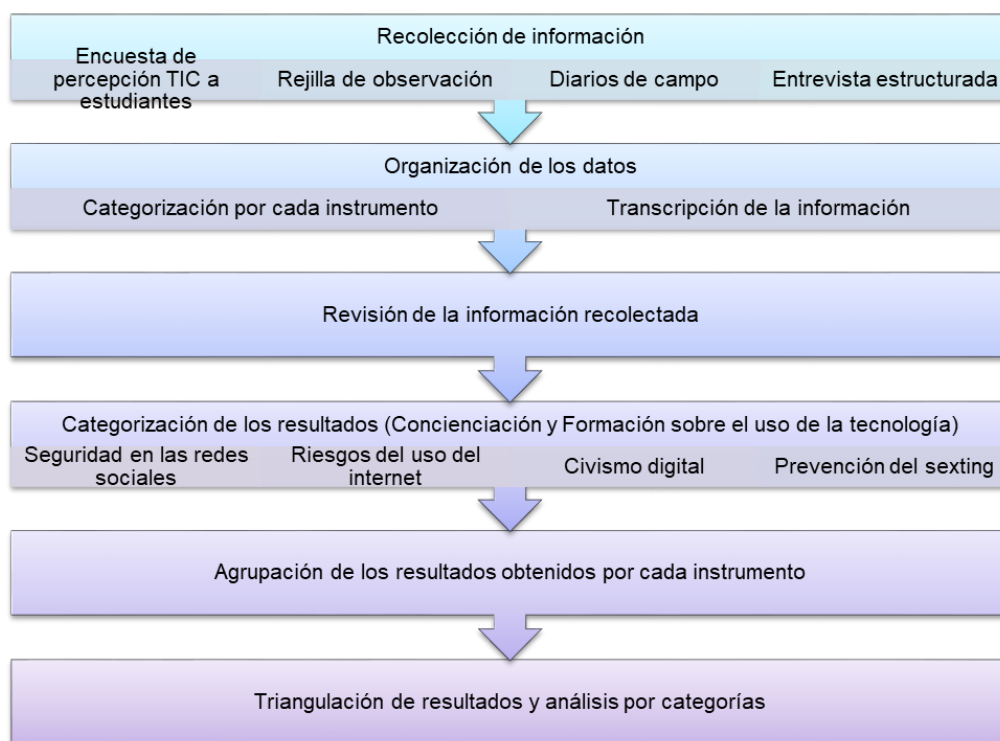 Recolección de información
Encuesta de
percepción TIC a
estudiantes
Rejilla de observación
Diarios de campo
Entrevista estructurada
Organización de los datos
Categorización por cada instrumento
Transcripción de la información
Revisión de la información recolectada
Categorización de los resultados (Concienciación y Formación sobre el uso de la tecnología)
Seguridad en las redes
sociales
Riesgos del uso del
internet
Civismo digital
Prevención del sexting
Agrupación de los resultados obtenidos por cada instrumento
Triangulación de resultados y análisis por categorías